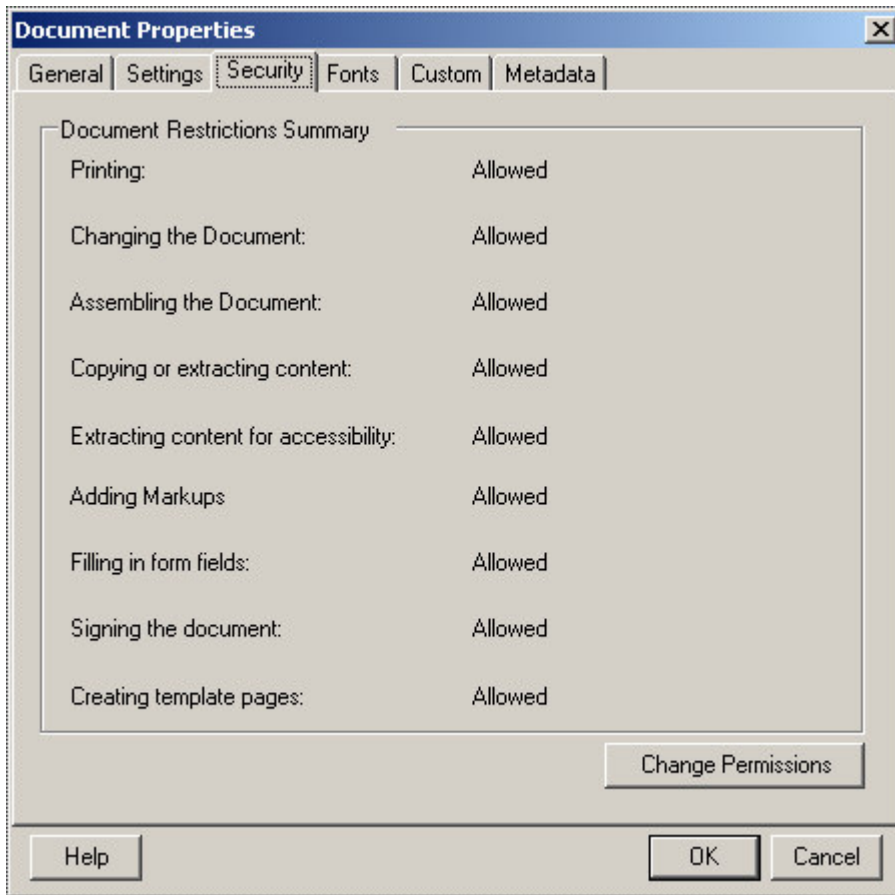 Document Properties
General Settings Security Fonts Custom Metadata
Document Restrictions Summary
Printing: Allowed
Changing the Document: Allowed
Assembling the Document: Allowed
Copying or extracting content: Allowed
Extracting content for accessibility: Allowed
Adding Markups Allowed
Filling in form fields: Allowed
Signing the document: Allowed
Creating template pages: Allowed
Change Permissions
Help OK Cancel